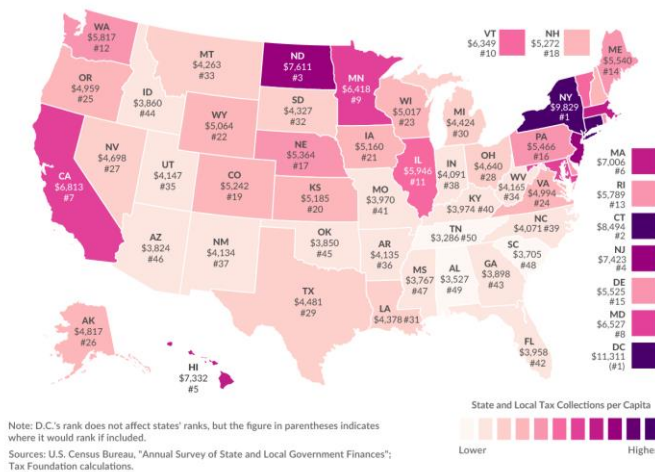 WA
$5,817
#12
MT
$4,263
#33
ND
$7,611
#3
MN
$6,418
#9
VT
$6,349
#10
NH
$5,272
#18
ME
$5,540
#14
OR
$4,959
#25
ID
$3,860
#44
WY
$5,064
#22
SD
$4,327
#32
WI
$5,017
#23
MI
$4,424
#30
NY
$9,829
#1
CA
$6,813
#7
NV
$4,698
#27
UT
$4,147
#35
CO
$5,242
#19
NE
$5,364
#17
IA
$5,160
#21
IL
$5,946
#11
IN
$4,091
#38
OH
$4,640
#28
PA
$5,466
#16
WV
$4,165
#34
VA
$4,994
#24
KS
$5,185
#20
MO
$3,970
#41
KY
$3,974 #40
NC
$4,071 #39
TN
$3,286 #50
SC
$3,705
#48
AZ
$3,824
#46
NM
$4,134
#37
OK
$3,850
#45
AR
$4,135
#36
MS
$3,767
#47
AL
$3,527
#49
GA
$3,898
#43
TX
$4,481
#29
LA
$4,378 #31
FL
$3,958
#42
AK
$4,817
#26
HI
$7,332
#5
MA
$7,006
#6
RI
$5,789
#13
CT
$8,494
#2
NJ
$7,423
#4
DE
$5,525
#15
MD
$6,527
#8
DC
$11,311
(#1)
State and Local Tax Collections per Capita
Lower
Highe
Note: D.C.'s rank does not affect states' ranks, but the figure in parentheses indicates
where it would rank if included.
Sources: U.S. Census Bureau, "Annual Survey of State and Local Government Finances";
Tax Foundation calculations.